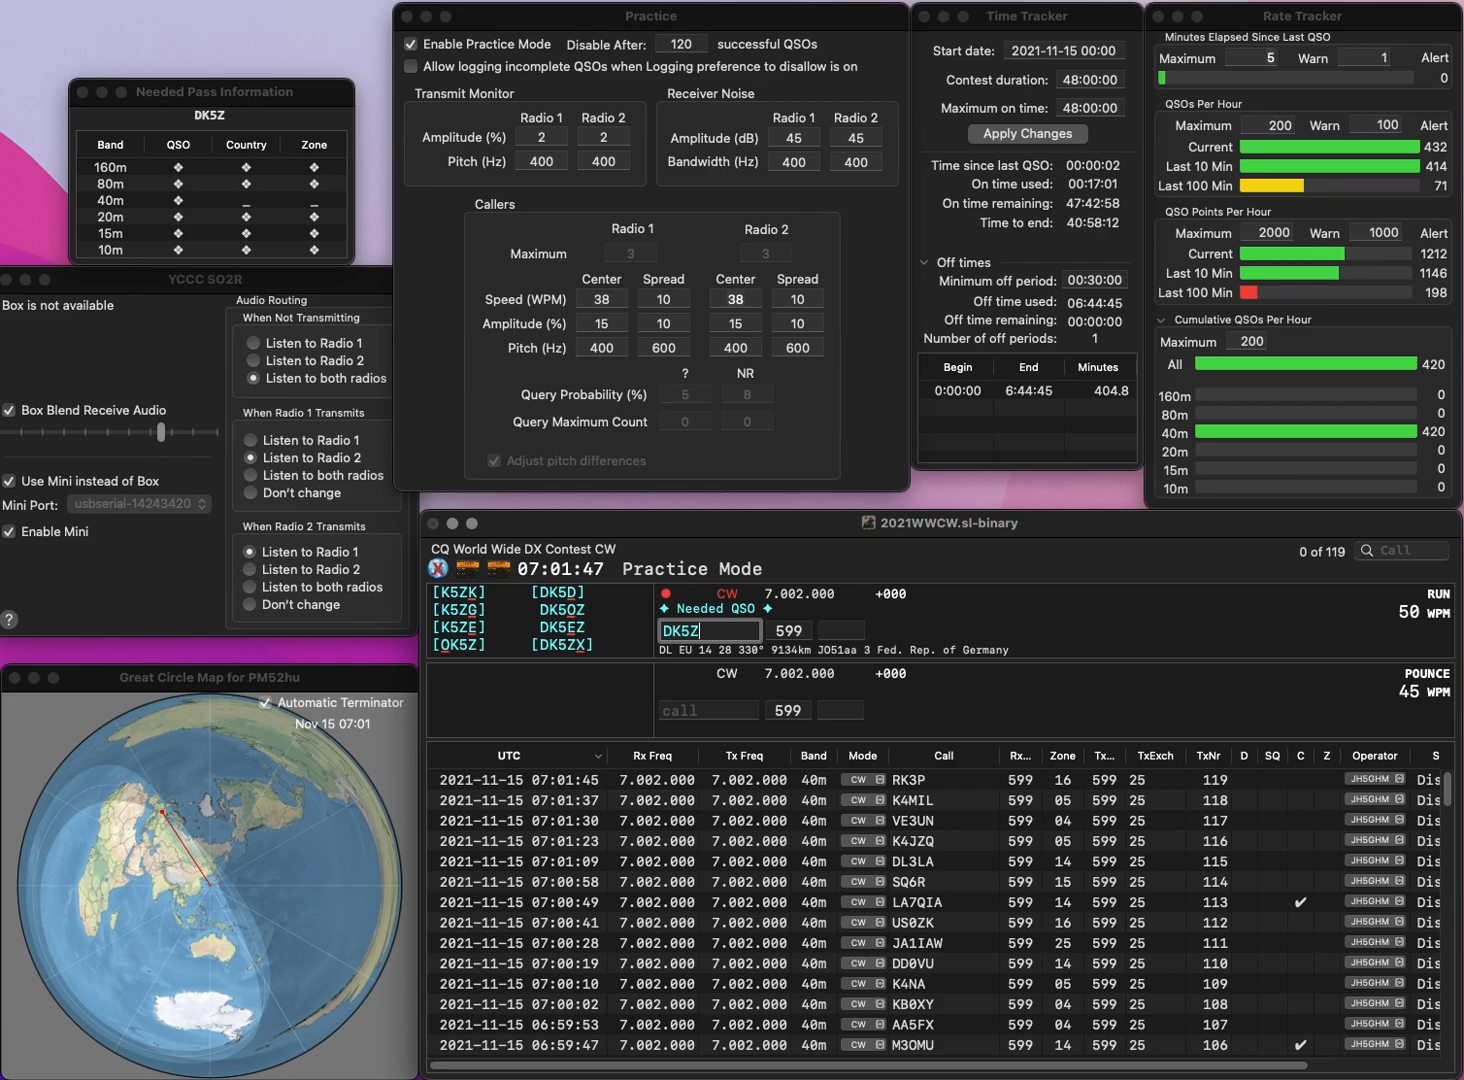 Needed Pass Information
DK5Z
Band QSO Country Zone
160m ❖ ❖ ❖
80m ❖ ❖ ❖
40m ❖ _ _
20m ❖ ❖ ❖
15m ❖ ❖ ❖
10m ❖ ❖ ❖
YCCC SO2R
Box is not available
Box Blend Receive Audio
Use Mini instead of Box
Mini Port: usbserial-14243420
Enable Mini
?
Audio Routing
When Not Transmitting
Listen to Radio 1
Listen to Radio 2
Listen to both radios
When Radio 1 Transmits
Listen to Radio 1
Listen to Radio 2
Listen to both radios
Don't change
When Radio 2 Transmits
Listen to Radio 1
Listen to Radio 2
Listen to both radios
Don't change
Great Circle Map for PM52hu
Automatic Terminator
Nov 15 07:01
Practice
Enable Practice Mode Disable After: 120 successful QSOs
Allow logging incomplete QSOs when Logging preference to disallow is on
Transmit Monitor
Radio 1 Radio 2
Amplitude (%) 2 2
Pitch (Hz) 400 400
Receiver Noise
Radio 1 Radio 2
Amplitude (dB) 45 45
Bandwidth (Hz) 400 400
Callers
Radio 1 Radio 2
Maximum 3 3
Center Spread Center Spread
Speed (WPM) 38 10 38 10
Amplitude (%) 15 10 15 10
Pitch (Hz) 400 600 400 600
? NR
Query Probability (%) 5 8
Query Maximum Count 0 0
Adjust pitch differences
Time Tracker
Start date: 2021-11-15 00:00
Contest duration: 48:00:00
Maximum on time: 48:00:00
Apply Changes
Time since last QSO: 00:00:02
On time used: 00:17:01
On time remaining: 47:42:58
Time to end: 40:58:12
Off times
Minimum off period: 00:30:00
Off time used: 06:44:45
Off time remaining: 00:00:00
Number of off periods: 1
Begin End Minutes
0:00:00 6:44:45 404.8
Rate Tracker
Minutes Elapsed Since Last QSO
Maximum 5 Warn 1 Alert
0
QSOs Per Hour
Maximum 200 Warn 100 Alert
Current 432
Last 10 Min 414
Last 100 Min 71
QSO Points Per Hour
Maximum 2000 Warn 1000 Alert
Current 1212
Last 10 Min 1146
Last 100 Min 198
Cumulative QSOs Per Hour
Maximum 200
All 420
160m 0
80m 0
40m 420
20m 0
15m 0
10m 0
2021WWCW.sl-binary
CQ World Wide DX Contest CW
0 of 119 Call
07:01:47 Practice Mode
[K5ZK] [DK5D]
[K5ZG] DK5OZ
[K5ZE] DK5EZ
[OK5Z] [DK5ZX]
CW 7.002.000 +000 RUN
✦ Needed QSO ✦ 50 WPM
DK5Z 599
DL EU 14 28 330° 9134km JO51aa 3 Fed. Rep. of Germany
CW 7.002.000 +000 POUNCE
45 WPM
call 599
UTC Rx Freq Tx Freq Band Mode Call Rx... Zone Tx... TxExch TxNr D SQ C Z Operator S
2021-11-15 07:01:45 7.002.000 7.002.000 40m CW RK3P 599 16 599 25 119 JH5GHM Dis
2021-11-15 07:01:37 7.002.000 7.002.000 40m CW K4MIL 599 05 599 25 118 JH5GHM Dis
2021-11-15 07:01:30 7.002.000 7.002.000 40m CW VE3UN 599 04 599 25 117 JH5GHM Dis
2021-11-15 07:01:23 7.002.000 7.002.000 40m CW K4JZQ 599 05 599 25 116 JH5GHM Dis
2021-11-15 07:01:09 7.002.000 7.002.000 40m CW DL3LA 599 14 599 25 115 JH5GHM Dis
2021-11-15 07:00:58 7.002.000 7.002.000 40m CW SQ6R 599 15 599 25 114 JH5GHM Dis
2021-11-15 07:00:49 7.002.000 7.002.000 40m CW LA7QIA 599 14 599 25 113 ✔ JH5GHM Dis
2021-11-15 07:00:41 7.002.000 7.002.000 40m CW US0ZK 599 16 599 25 112 JH5GHM Dis
2021-11-15 07:00:28 7.002.000 7.002.000 40m CW JA1IAW 599 25 599 25 111 JH5GHM Dis
2021-11-15 07:00:19 7.002.000 7.002.000 40m CW DD0VU 599 14 599 25 110 JH5GHM Dis
2021-11-15 07:00:10 7.002.000 7.002.000 40m CW K4NA 599 05 599 25 109 JH5GHM Dis
2021-11-15 07:00:02 7.002.000 7.002.000 40m CW KB0XY 599 04 599 25 108 JH5GHM Dis
2021-11-15 06:59:53 7.002.000 7.002.000 40m CW AA5FX 599 04 599 25 107 JH5GHM Dis
2021-11-15 06:59:47 7.002.000 7.002.000 40m CW M3OMU 599 14 599 25 106 ✔ JH5GHM Dis